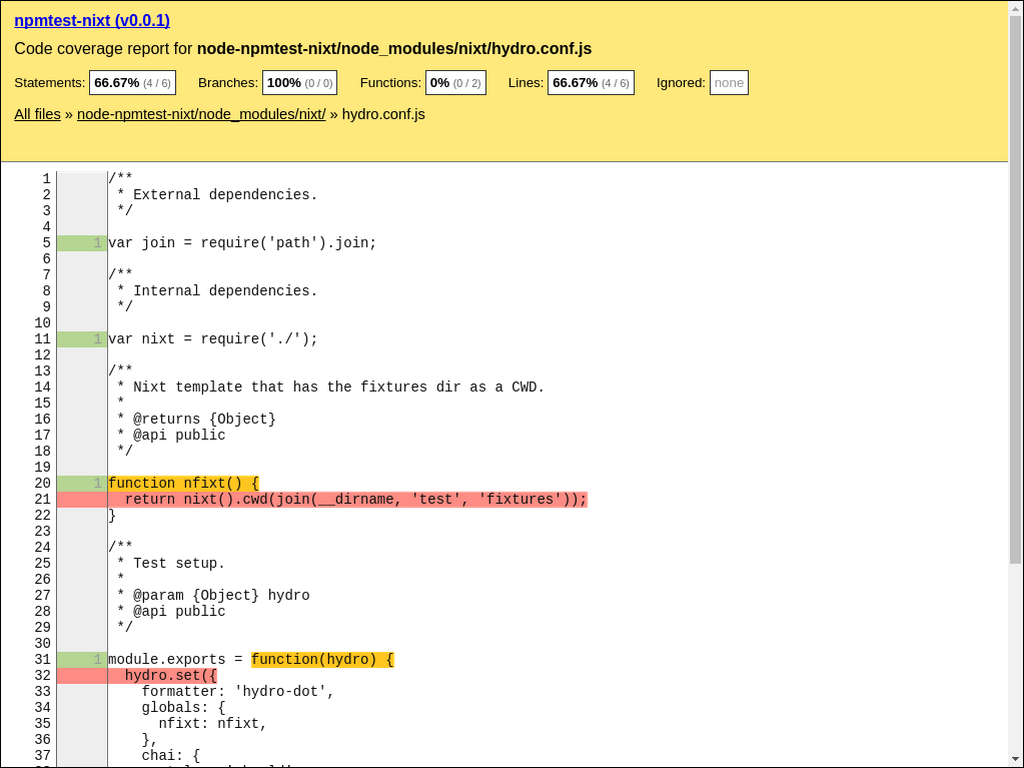 npmtest-nixt (v0.0.1)
Code coverage report for node-npmtest-nixt/node_modules/nixt/hydro.conf.js
Statements: 66.67% (4 / 6) Branches: 100% (0 / 0) Functions: 0% (0 / 2) Lines: 66.67% (4 / 6) Ignored: none
All files » node-npmtest-nixt/node_modules/nixt/ » hydro.conf.js
1 /**
2  * External dependencies.
3  */
4
5 1 var join = require('path').join;
6
7 /**
8  * Internal dependencies.
9  */
10
11 1 var nixt = require('./');
12
13 /**
14  * Nixt template that has the fixtures dir as a CWD.
15  *
16  * @returns {Object}
17  * @api public
18  */
19
20 1 function nfixt() {
21   return nixt().cwd(join(__dirname, 'test', 'fixtures'));
22 }
23
24 /**
25  * Test setup.
26  *
27  * @param {Object} hydro
28  * @api public
29  */
30
31 1 module.exports = function(hydro) {
32   hydro.set({
33     formatter: 'hydro-dot',
34     globals: {
35       nfixt: nfixt,
36     },
37     chai: {